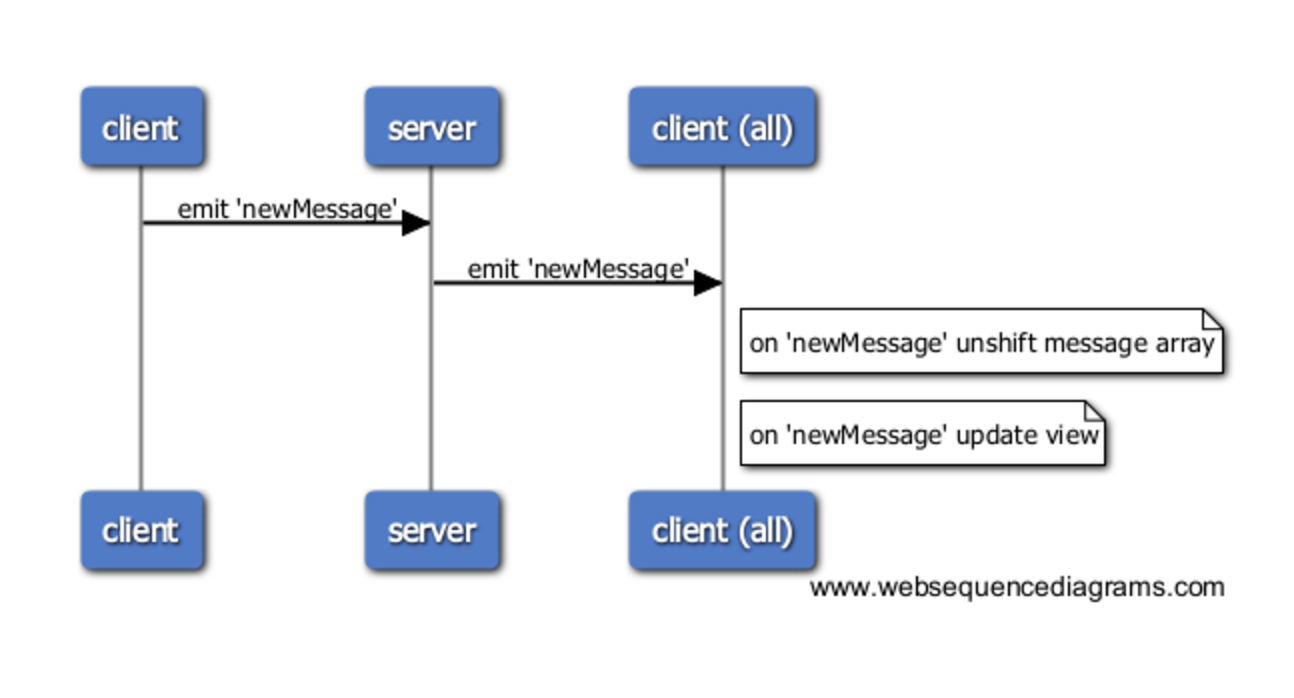 client
server
client (all)
emit 'newMessage'
emit 'newMessage'
on 'newMessage' unshift message array
on 'newMessage' update view
client
server
client (all)
www.websequencediagrams.com